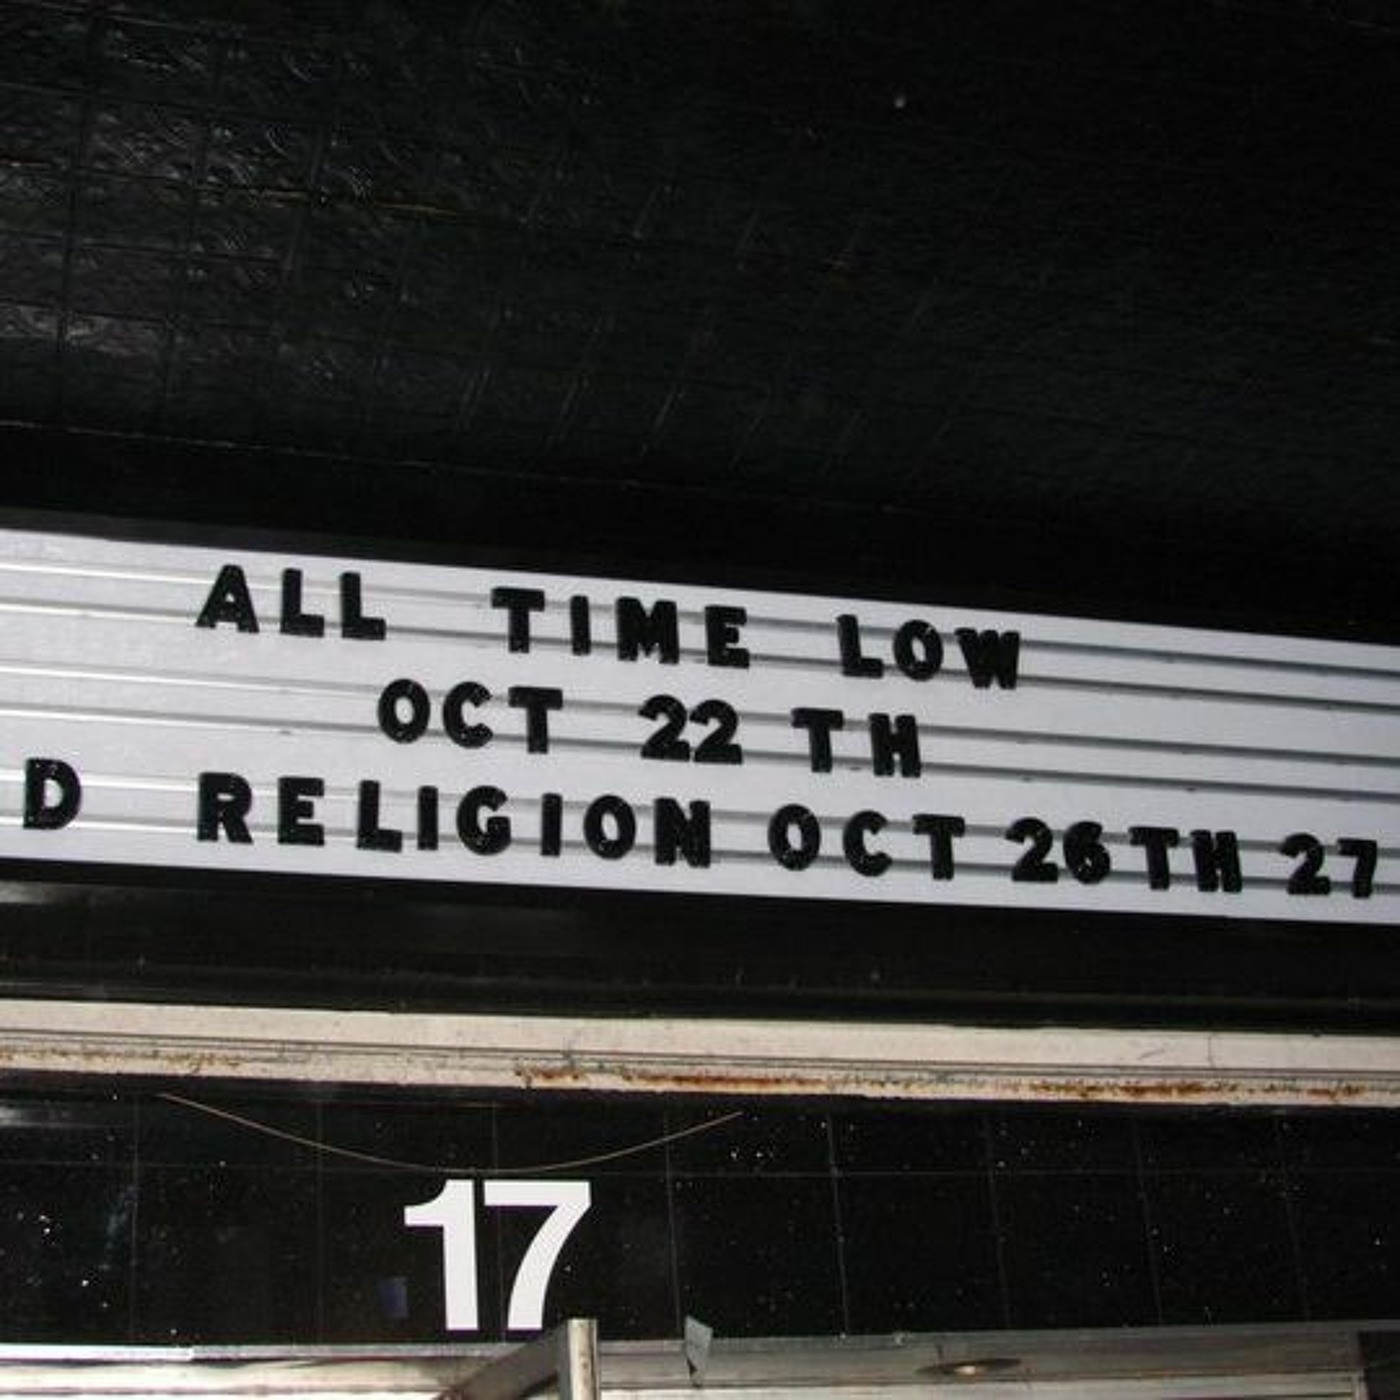 ALL TIME LOW
OCT 22 TH
D RELIGION OCT 26TH 27
17